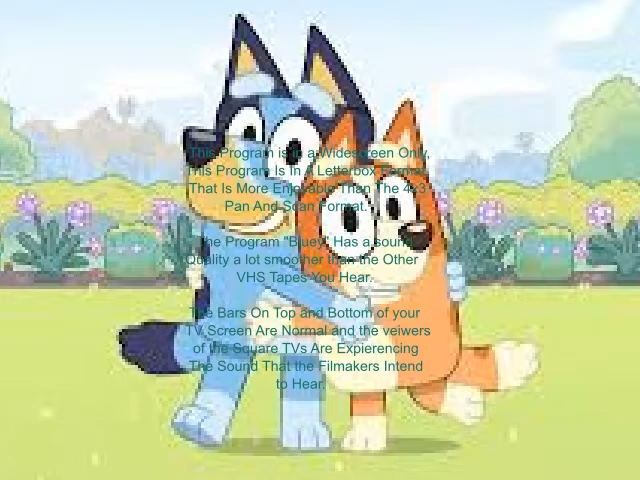 This Program is in a Widescreen Only,
This Program Is In A Letterbox Format
That Is More Enjoyable Than The 4x3
Pan And Scan Format.
The Program "Bluey" Has a sound
Quality a lot smoother than the Other
VHS Tapes You Hear.
The Bars On Top and Bottom of your
TV Screen Are Normal and the veiwers
of the Square TVs Are Expierencing
The Sound That the Filmakers Intend
to Hear.